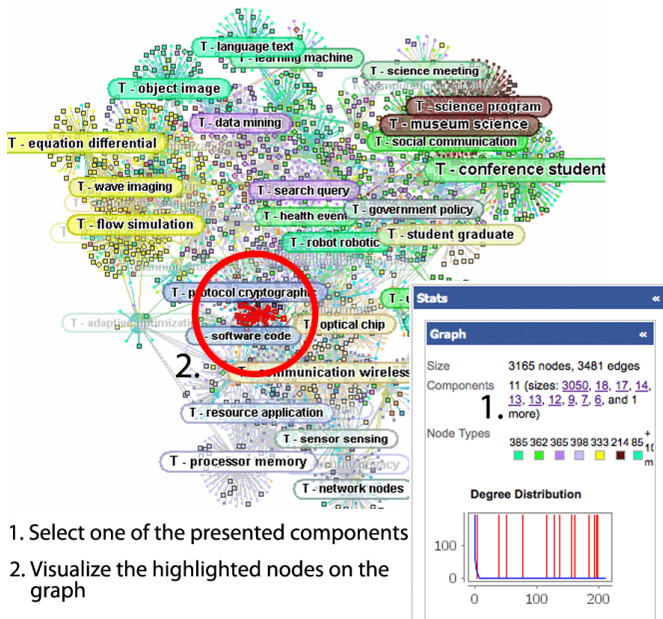 T - language text
T - learning machine
T - science meeting
T - object image
T - science program
T - data mining
T - museum science
T - equation differential
T - social communication
T - conference student
T - wave imaging
T - search query
T - health event
T - government policy
T - flow simulation
T - robot robotic
T - student graduate
T - protocol cryptographic
T - adaptive optimization
T - optical chip
T - software code
2.
T - communication wireless
T - resource application
T - sensor sensing
T - processor memory
privacy
T - network nodes
Stats «
Graph «
Size 3165 nodes, 3481 edges
Components 11 (sizes: 3050, 18, 17, 14,
13, 13, 12, 9, 7, 6, and 1
more)
1.
Node Types
385 362 365 398 333 214 85 +
m
Degree Distribution
100
0
0 100 200
1. Select one of the presented components
2. Visualize the highlighted nodes on the
graph